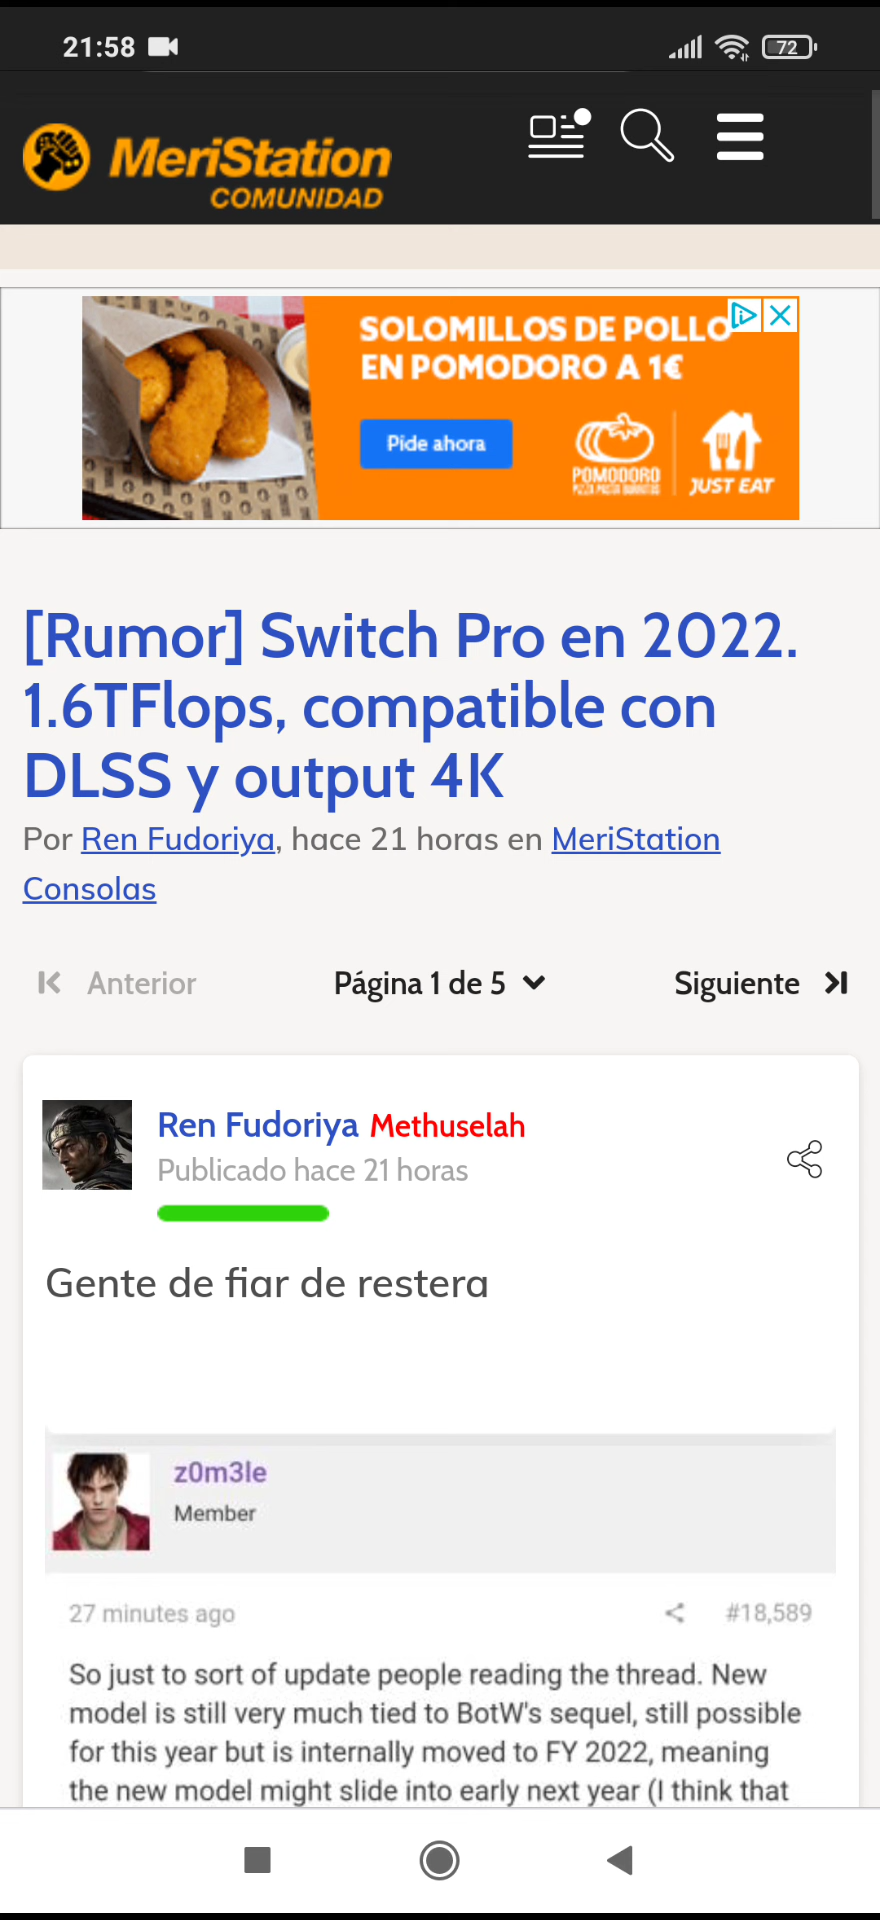 21:58
72
MeriStation
COMUNIDAD
SOLOMILLOS DE POLLO
EN POMODORO A 1€
Pide ahora
POMODORO
PIZZA PASTA BURRITOS
JUST EAT
[Rumor] Switch Pro en 2022.
1.6TFlops, compatible con
DLSS y output 4K
Por Ren Fudoriya, hace 21 horas en MeriStation
Consolas
Anterior
Página 1 de 5
Siguiente
Ren Fudoriya Methuselah
Publicado hace 21 horas
Gente de fiar de restera
z0m3le
Member
27 minutes ago
#18,589
So just to sort of update people reading the thread. New
model is still very much tied to BotW's sequel, still possible
for this year but is internally moved to FY 2022, meaning
the new model might slide into early next year (I think that